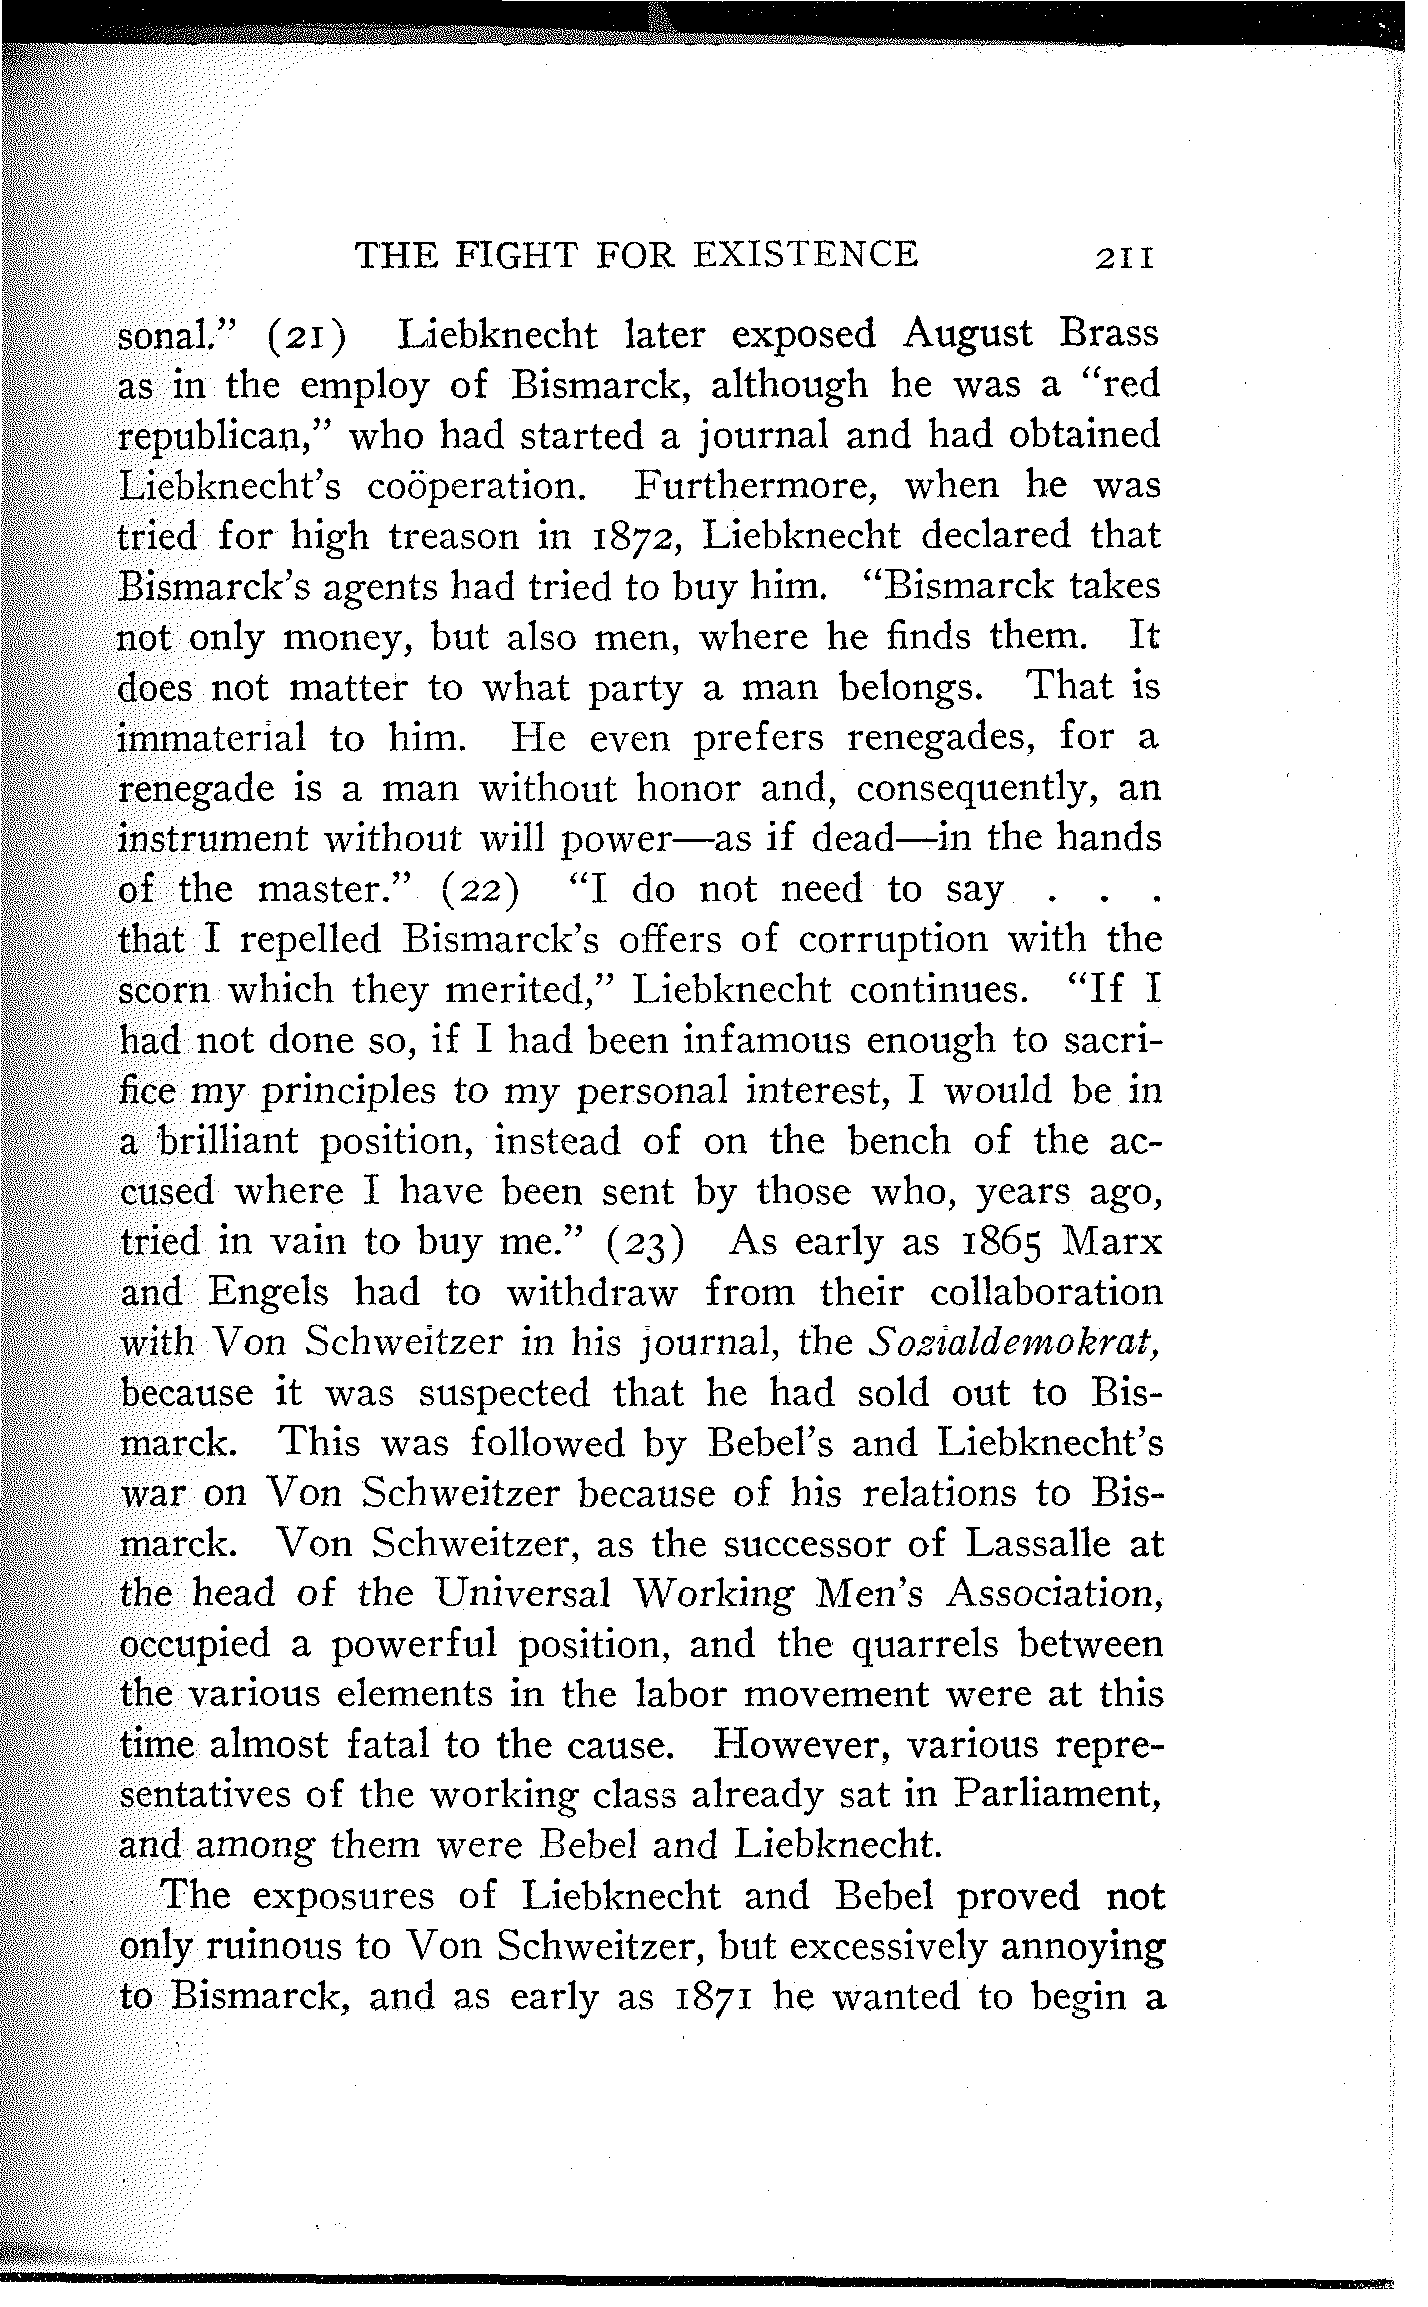 THE FIGHT FOR EXISTENCE 211
sonal." (21) Liebknecht later exposed August Brass
as in the employ of Bismarck, although he was a "red
republican," who had started a journal and had obtained
Liebknecht's coöperation. Furthermore, when he was
tried for high treason in 1872, Liebknecht declared that
Bismarck's agents had tried to buy him. "Bismarck takes
not only money, but also men, where he finds them. It
does not matter to what party a man belongs. That is
immaterial to him. He even prefers renegades, for a
renegade is a man without honor and, consequently, an
instrument without will power—as if dead—in the hands
of the master." (22) "I do not need to say . . .
that I repelled Bismarck's offers of corruption with the
scorn which they merited," Liebknecht continues. "If I
had not done so, if I had been infamous enough to sacri-
fice my principles to my personal interest, I would be in
a brilliant position, instead of on the bench of the ac-
cused where I have been sent by those who, years ago,
tried in vain to buy me." (23) As early as 1865 Marx
and Engels had to withdraw from their collaboration
with Von Schweitzer in his journal, the Sozialdemokrat,
because it was suspected that he had sold out to Bis-
marck. This was followed by Bebel's and Liebknecht's
war on Von Schweitzer because of his relations to Bis-
marck. Von Schweitzer, as the successor of Lassalle at
the head of the Universal Working Men's Association,
occupied a powerful position, and the quarrels between
the various elements in the labor movement were at this
time almost fatal to the cause. However, various repre-
sentatives of the working class already sat in Parliament,
and among them were Bebel and Liebknecht.
The exposures of Liebknecht and Bebel proved not
only ruinous to Von Schweitzer, but excessively annoying
to Bismarck, and as early as 1871 he wanted to begin a